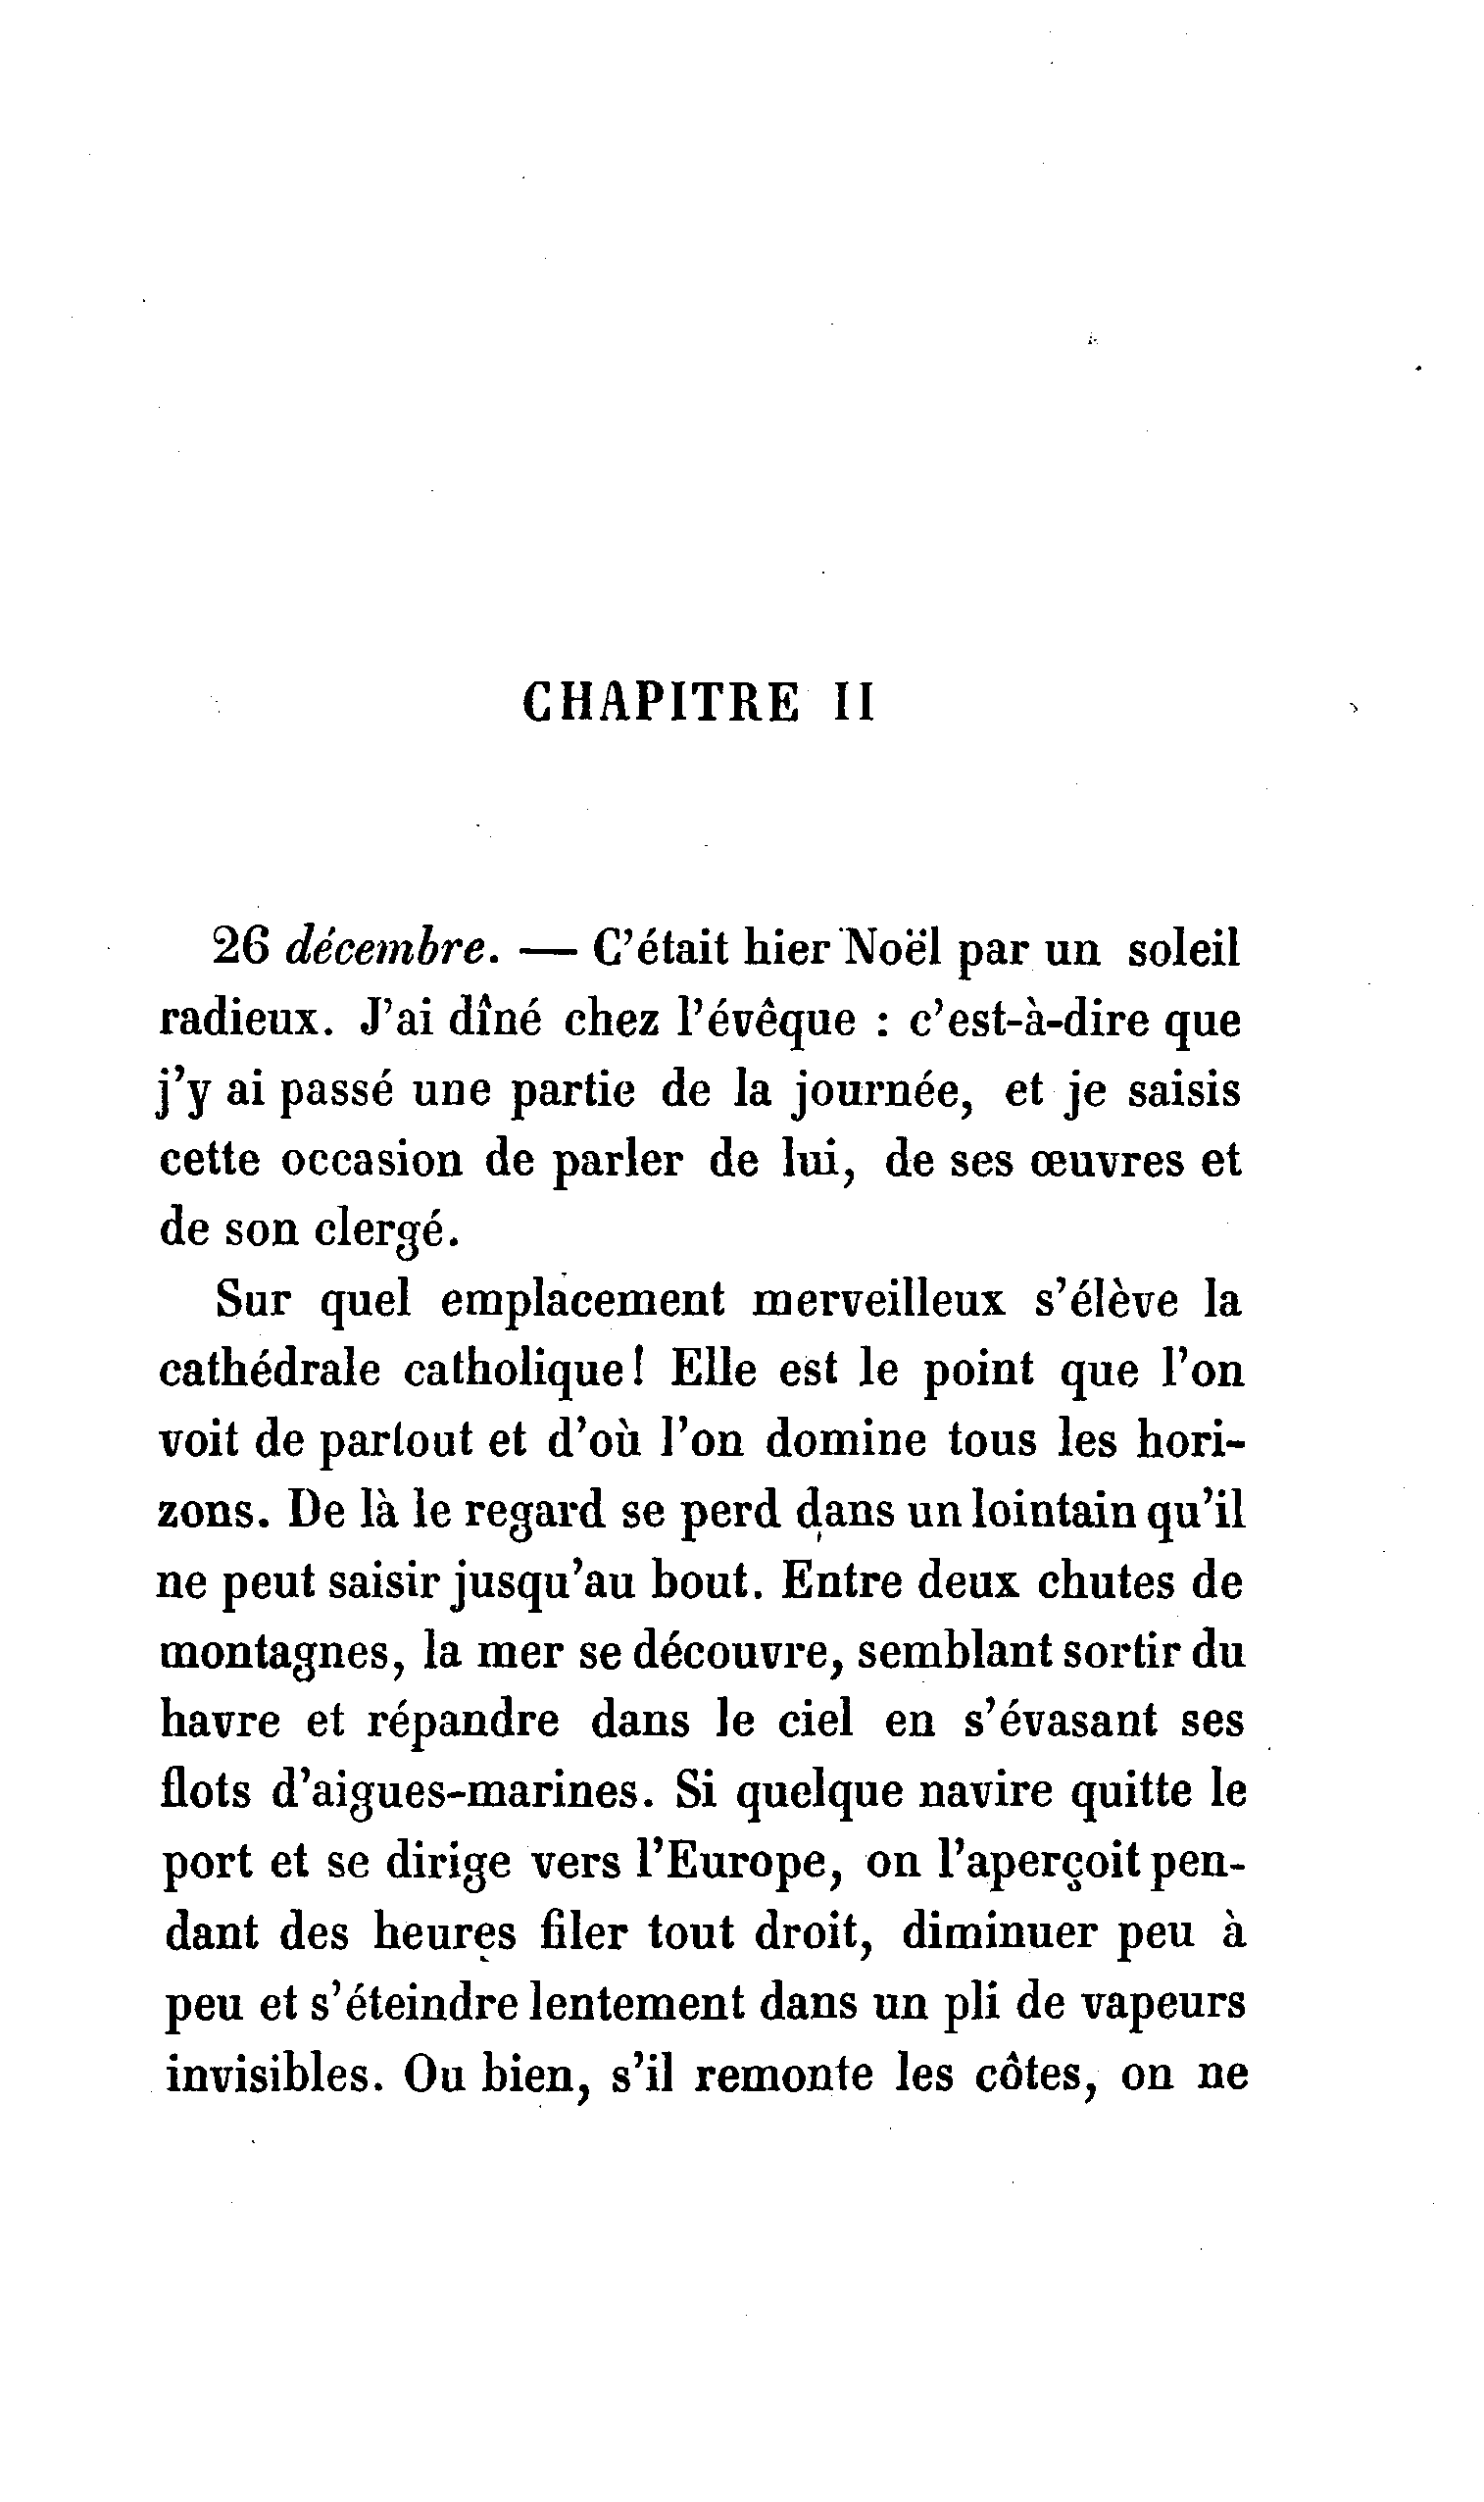 CHAPITRE II
26 décembre. — C'était hier Noël par un soleil
radieux. J'ai dîné chez l'évêque : c'est-à-dire que
j'y ai passé une partie de la journée, et je saisis
cette occasion de parler de lui, de ses œuvres et
de son clergé.
Sur quel emplacement merveilleux s'élève la
cathédrale catholique! Elle est le point que l'on
voit de partout et d'où l'on domine tous les hori-
zons. De là le regard se perd dans un lointain qu'il
ne peut saisir jusqu'au bout. Entre deux chutes de
montagnes, la mer se découvre, semblant sortir du
havre et répandre dans le ciel en s'évasant ses
flots d'aigues-marines. Si quelque navire quitte le
port et se dirige vers l'Europe, on l'aperçoit pen-
dant des heures filer tout droit, diminuer peu à
peu et s'éteindre lentement dans un pli de vapeurs
invisibles. Ou bien, s'il remonte les côtes, on ne